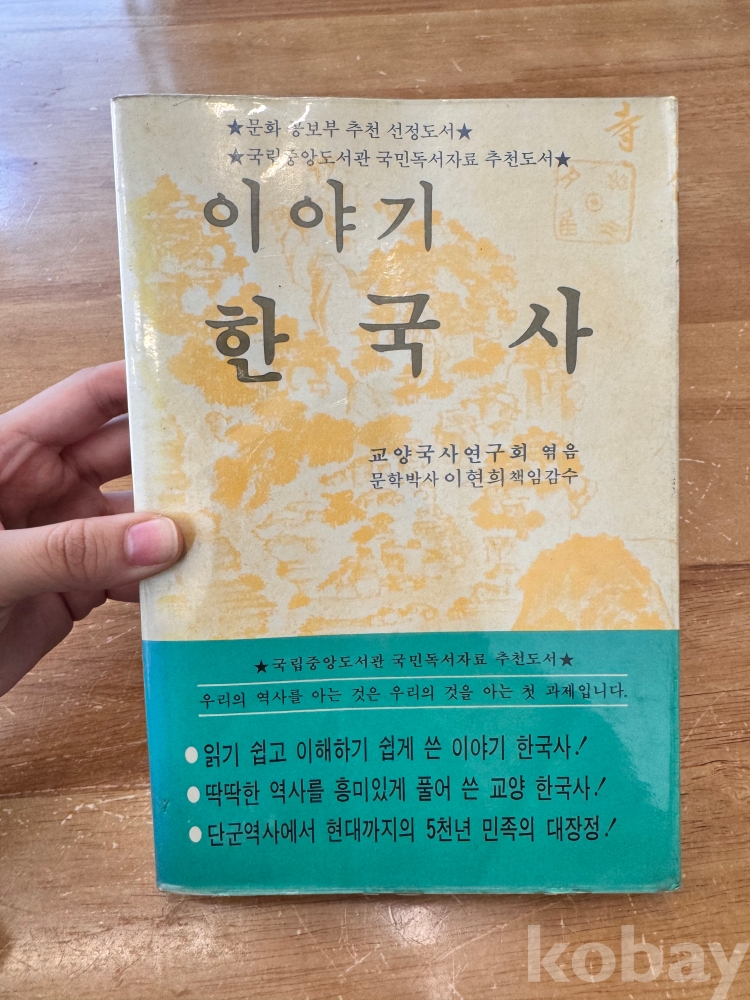 ★문화 공보부 추천 선정도서★
★국립중앙도서관 국민독서자료 추천도서★
寺
이야기
한국사
교양국사연구회 엮음
문학박사 이현희 책임감수
★국립중앙도서관 국민독서자료 추천도서★
우리의 역사를 아는 것은 우리의 것을 아는 첫 과제입니다.
●읽기 쉽고 이해하기 쉽게 쓴 이야기 한국사!
●딱딱한 역사를 흥미있게 풀어 쓴 교양 한국사!
●단군역사에서 현대까지의 5천년 민족의 대장정!
kobay